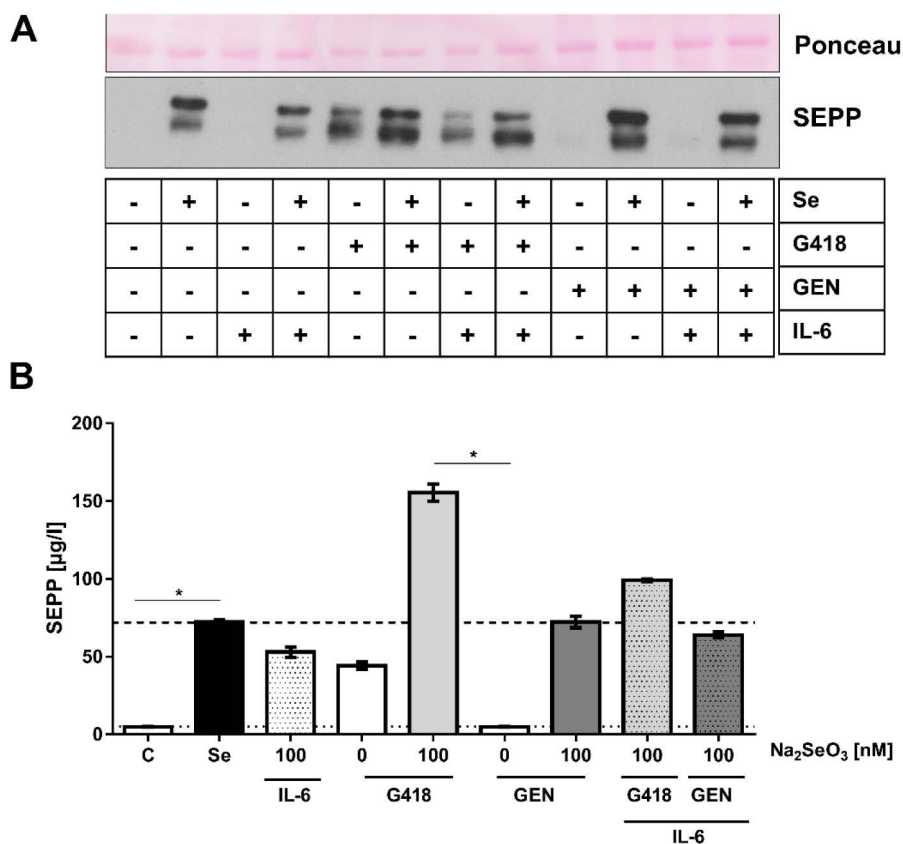 A
Ponceau
SEPP
- + - + - + - + - + - + Se
- - - - + + + + - - - - G418
- - - - - - - - + + + + GEN
- - + + - - + + - - + + IL-6
B
SEPP [µg/l]
200
150
100
50
0
*
*
C Se 100 0 100 0 100 100 100 Na₂SeO₃ [nM]
IL-6 G418 GEN G418 GEN
IL-6